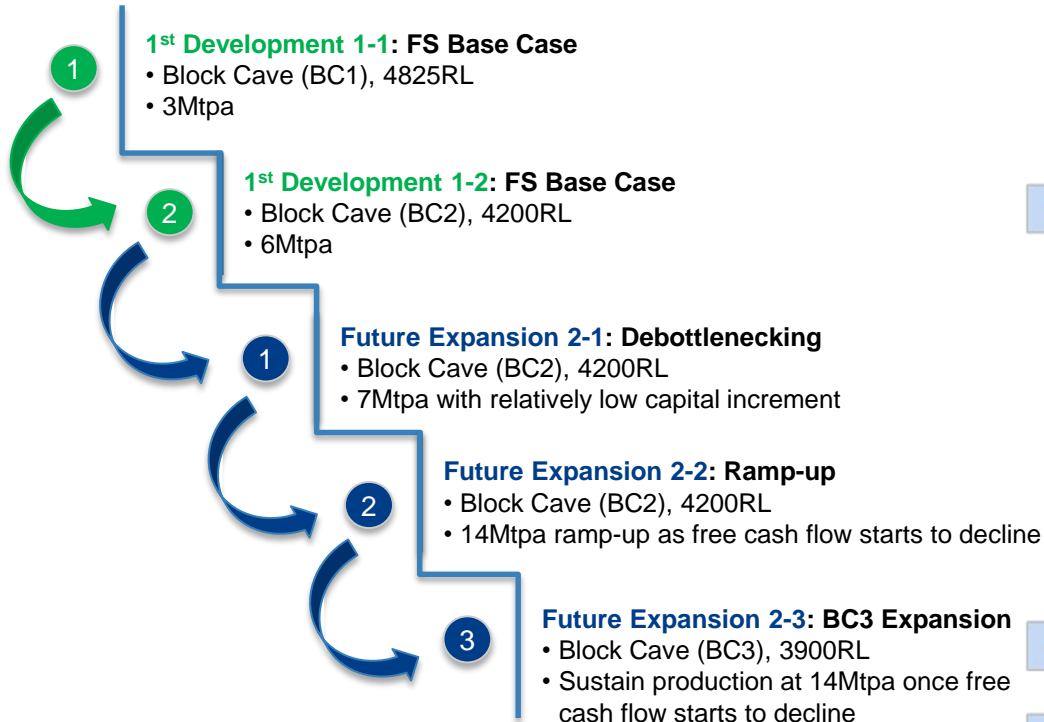 1
1st Development 1-1: FS Base Case
• Block Cave (BC1), 4825RL
• 3Mtpa
2
1st Development 1-2: FS Base Case
• Block Cave (BC2), 4200RL
• 6Mtpa
1
Future Expansion 2-1: Debottlenecking
• Block Cave (BC2), 4200RL
• 7Mtpa with relatively low capital increment
2
Future Expansion 2-2: Ramp-up
• Block Cave (BC2), 4200RL
• 14Mtpa ramp-up as free cash flow starts to decline
3
Future Expansion 2-3: BC3 Expansion
• Block Cave (BC3), 3900RL
• Sustain production at 14Mtpa once free
cash flow starts to decline